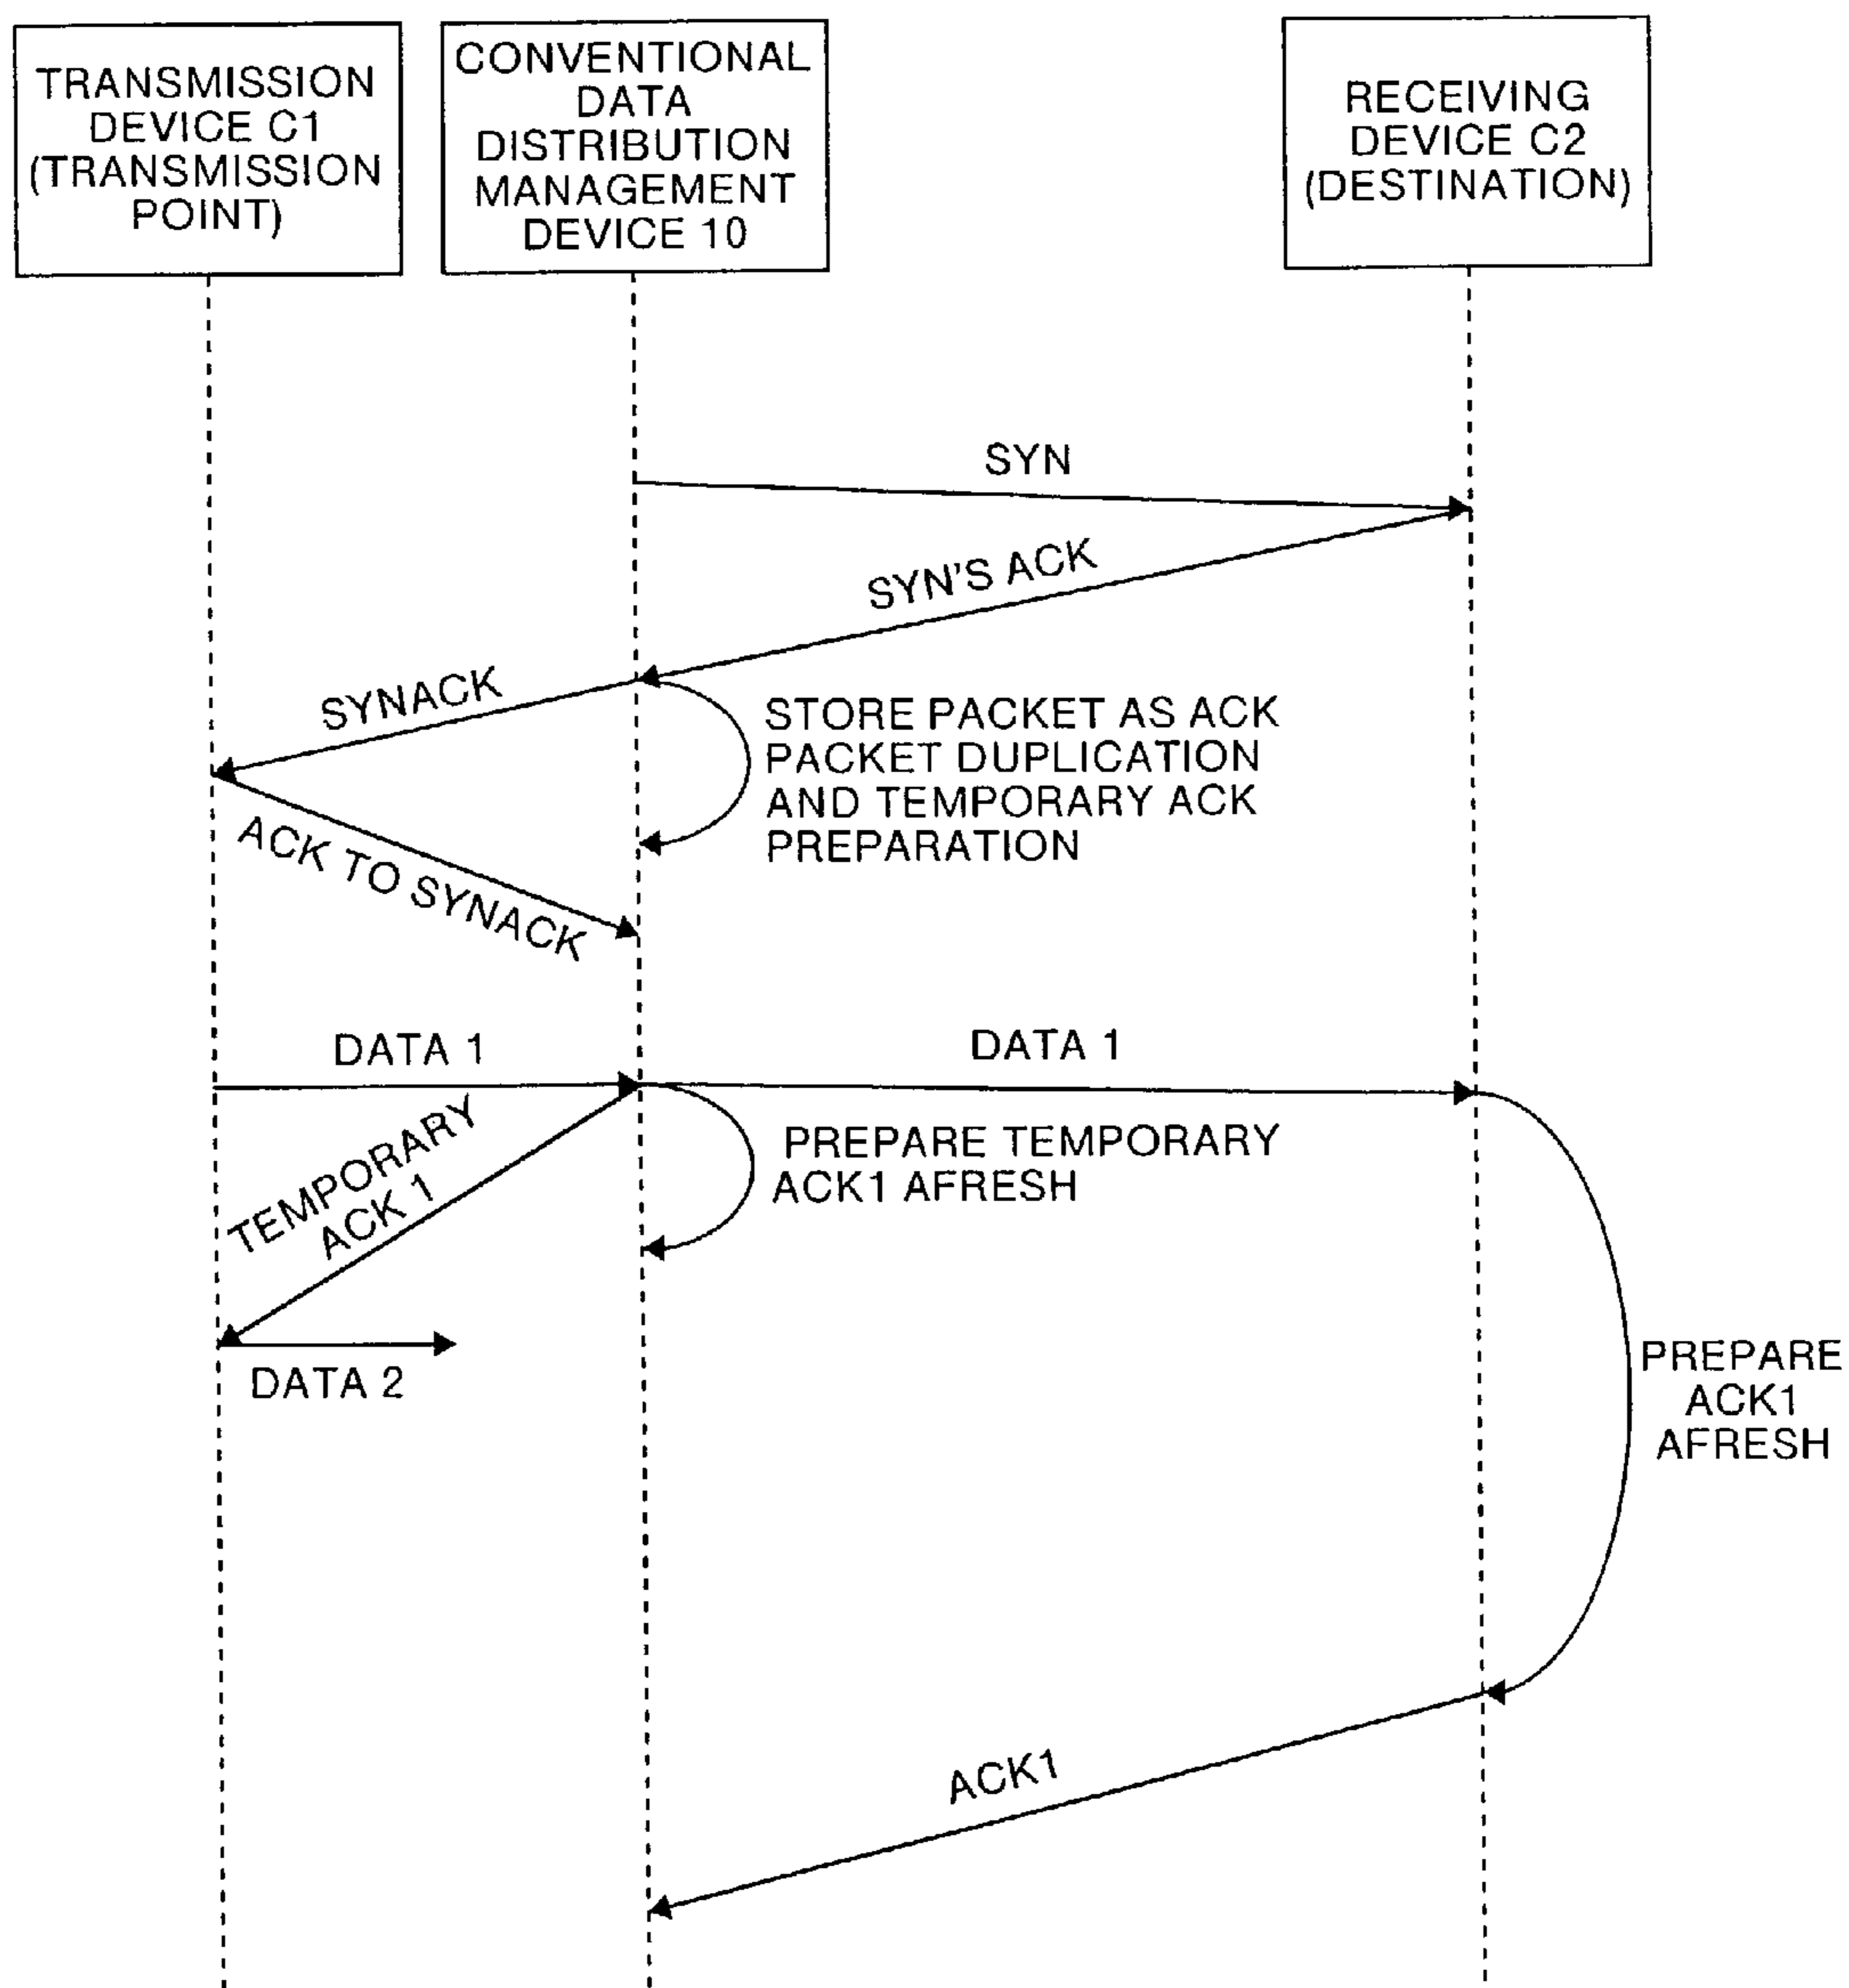 TRANSMISSION
DEVICE C1
(TRANSMISSION
POINT)
CONVENTIONAL
DATA
DISTRIBUTION
MANAGEMENT
DEVICE 10
RECEIVING
DEVICE C2
(DESTINATION)
SYN
SYN'S ACK
SYNACK
STORE PACKET AS ACK
PACKET DUPLICATION
AND TEMPORARY ACK
PREPARATION
ACK TO SYNACK
DATA 1
DATA 1
TEMPORARY
ACK 1
PREPARE TEMPORARY
ACK1 AFRESH
DATA 2
PREPARE
ACK1
AFRESH
ACK1